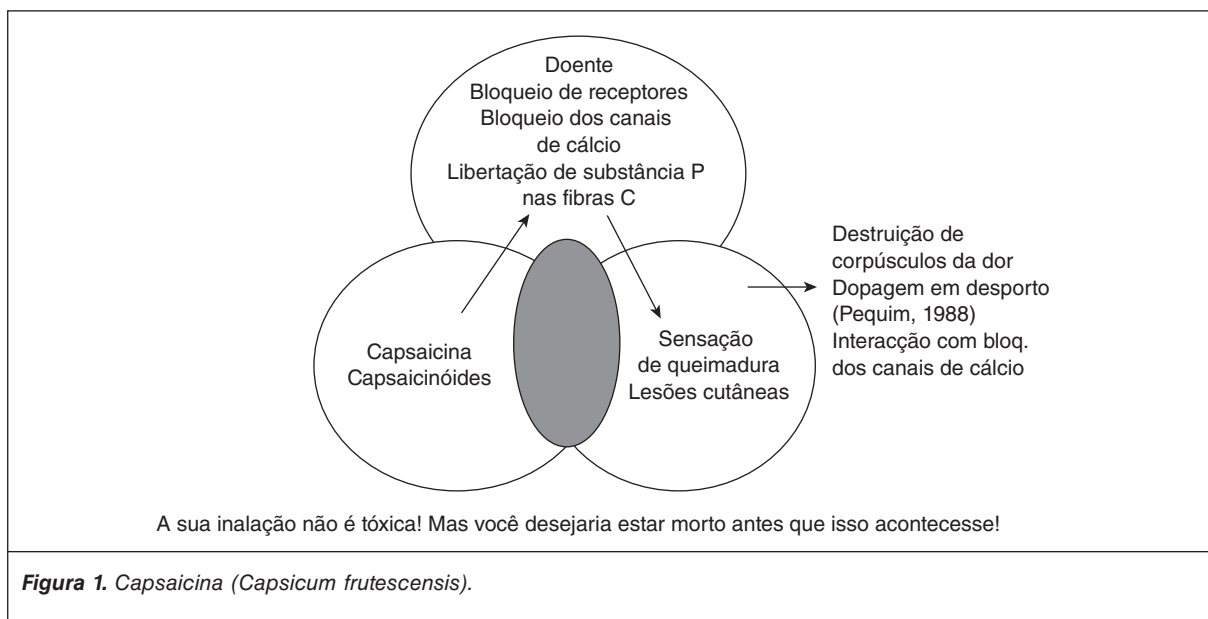 Doente
Bloqueio de receptores
Bloqueio dos canais
de cálcio
Libertação de substância P
nas fibras C
Capsaicina
Capsaicinóides
Sensação
de queimadura
Lesões cutâneas
Destruição de
corpúsculos da dor
Dopagem em desporto
(Pequim, 1988)
Interacção com bloq.
dos canais de cálcio
A sua inalação não é tóxica! Mas você desejaria estar morto antes que isso acontecesse!
Figura 1. Capsaicina (Capsicum frutescensis).